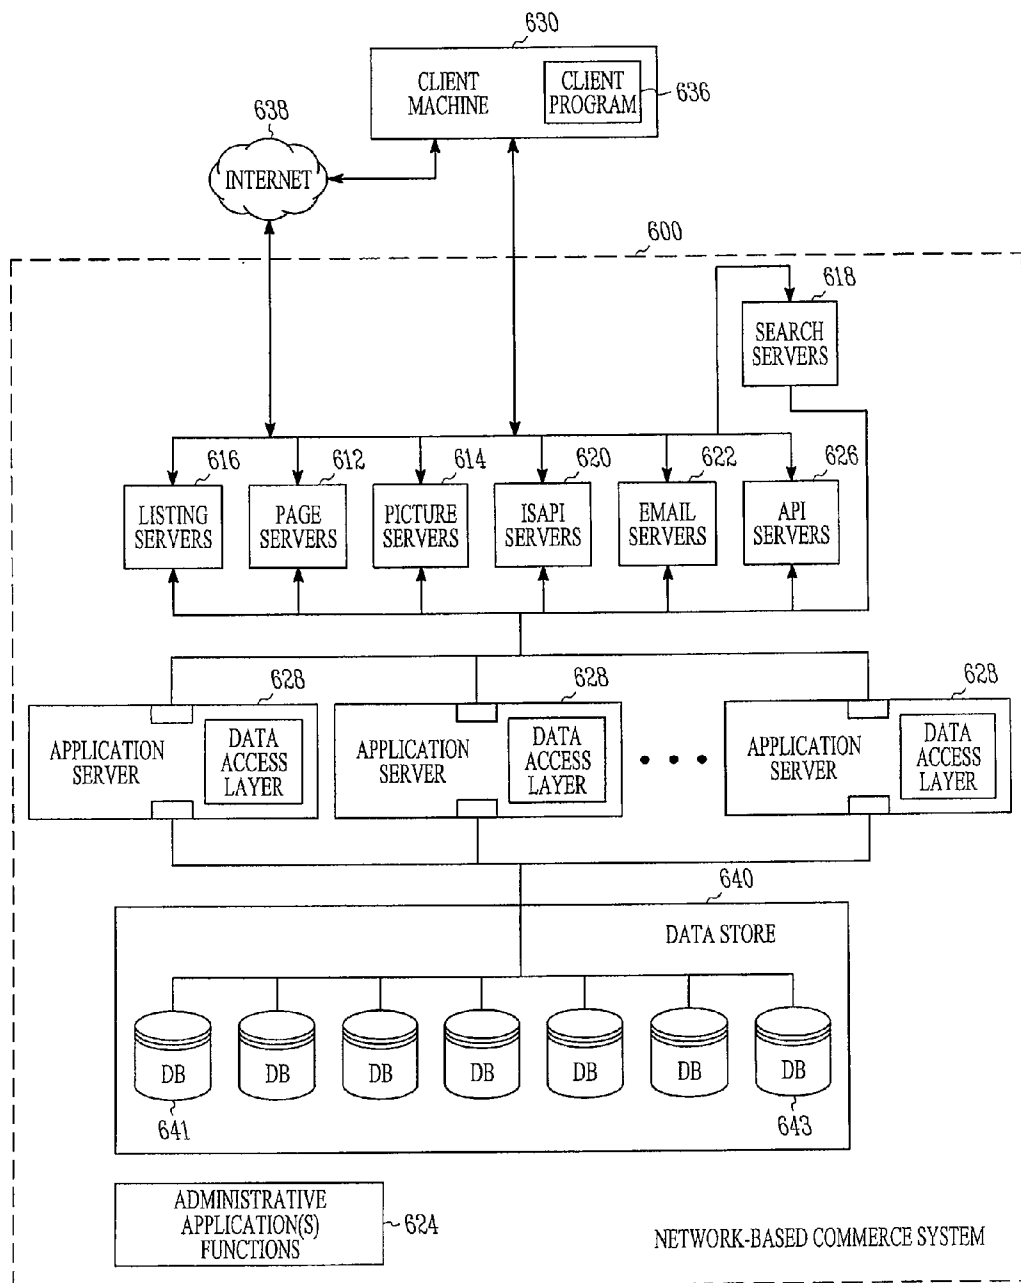 630
CLIENT
MACHINE
CLIENT
PROGRAM
636
638
INTERNET
600
618
SEARCH
SERVERS
616
612
614
620
622
626
LISTING
SERVERS
PAGE
SERVERS
PICTURE
SERVERS
ISAPI
SERVERS
EMAIL
SERVERS
API
SERVERS
628
628
628
APPLICATION
SERVER
DATA
ACCESS
LAYER
APPLICATION
SERVER
DATA
ACCESS
LAYER
APPLICATION
SERVER
DATA
ACCESS
LAYER
640
DATA STORE
DB
DB
DB
DB
DB
DB
DB
641
643
ADMINISTRATIVE
APPLICATION(S)
FUNCTIONS
624
NETWORK-BASED COMMERCE SYSTEM